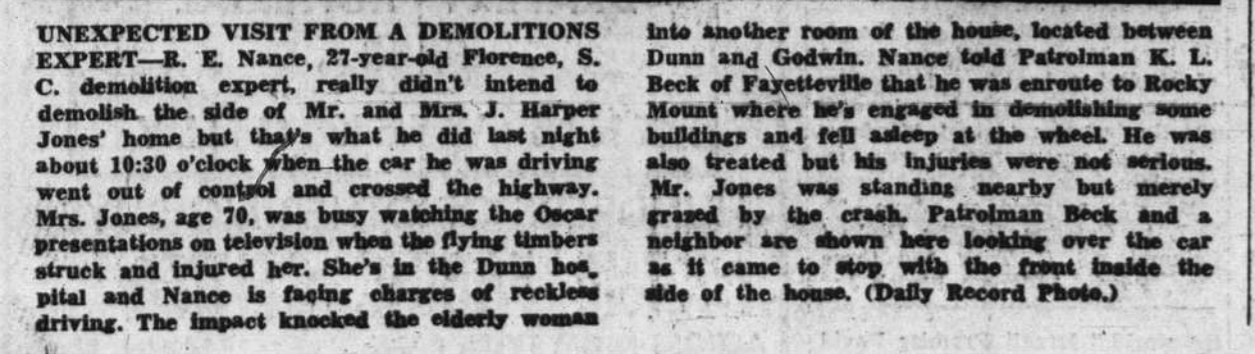 UNEXPECTED VISIT FROM A DEMOLITIONS
EXPERT—R. E. Nance, 27-year-old Florence, S.
C. demolition expert, really didn't intend to
demolish the side of Mr. and Mrs. J. Harper
Jones' home but that's what he did last night
about 10:30 o'clock when the car he was driving
went out of control and crossed the highway.
Mrs. Jones, age 70, was busy watching the Oscar
presentations on television when the flying timbers
struck and injured her. She's in the Dunn hos-
pital and Nance is facing charges of reckless
driving. The impact knocked the elderly woman
into another room of the house, located between
Dunn and Godwin. Nance told Patrolman K. L.
Beck of Fayetteville that he was enroute to Rocky
Mount where he's engaged in demolishing some
buildings and fell asleep at the wheel. He was
also treated but his injuries were not serious.
Mr. Jones was standing nearby but merely
grazed by the crash. Patrolman Beck and a
neighbor are shown here looking over the car
as it came to stop with the front inside the
side of the house. (Daily Record Photo.)